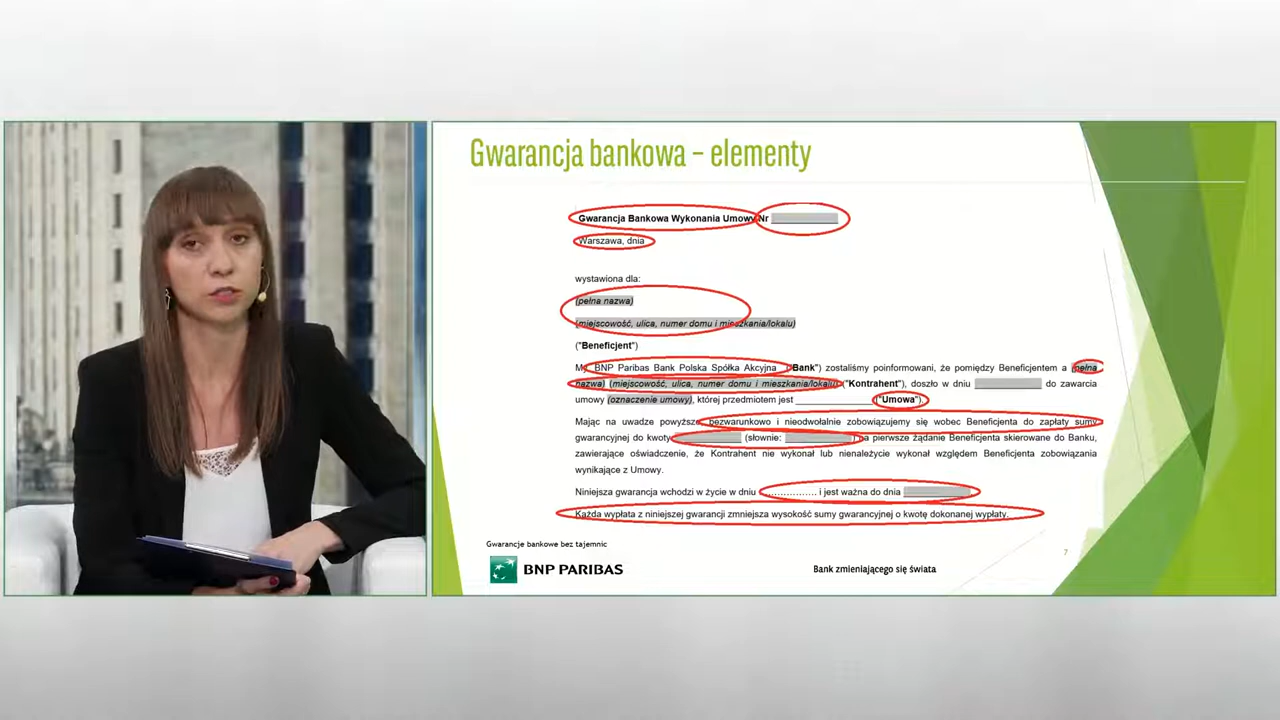 Gwarancja bankowa – elementy
Gwarancja Bankowa Wykonania Umowy Nr
Warszawa, dnia
wystawiona dla:
(pełna nazwa)
(miejscowość, ulica, numer domu i mieszkania/lokalu)
("Beneficjent")
My BNP Paribas Bank Polska Spółka Akcyjna ("Bank") zostaliśmy poinformowani, że pomiędzy Beneficjentem a (pełna
nazwa) (miejscowość, ulica, numer domu i mieszkania/lokalu) ("Kontrahent"), doszło w dniu ____________ do zawarcia
umowy (oznaczenie umowy), której przedmiotem jest ________________ ("Umowa").
Mając na uwadze powyższe, bezwarunkowo i nieodwołalnie zobowiązujemy się wobec Beneficjenta do zapłaty sumy
gwarancyjnej do kwoty ____________ (słownie: ____________) na pierwsze żądanie Beneficjenta skierowane do Banku,
zawierające oświadczenie, że Kontrahent nie wykonał lub nienależycie wykonał względem Beneficjenta zobowiązania
wynikające z Umowy.
Niniejsza gwarancja wchodzi w życie w dniu ................... i jest ważna do dnia ____________
Każda wypłata z niniejszej gwarancji zmniejsza wysokość sumy gwarancyjnej o kwotę dokonanej wypłaty.
Gwarancje bankowe bez tajemnic
7
BNP PARIBAS
Bank zmieniającego się świata